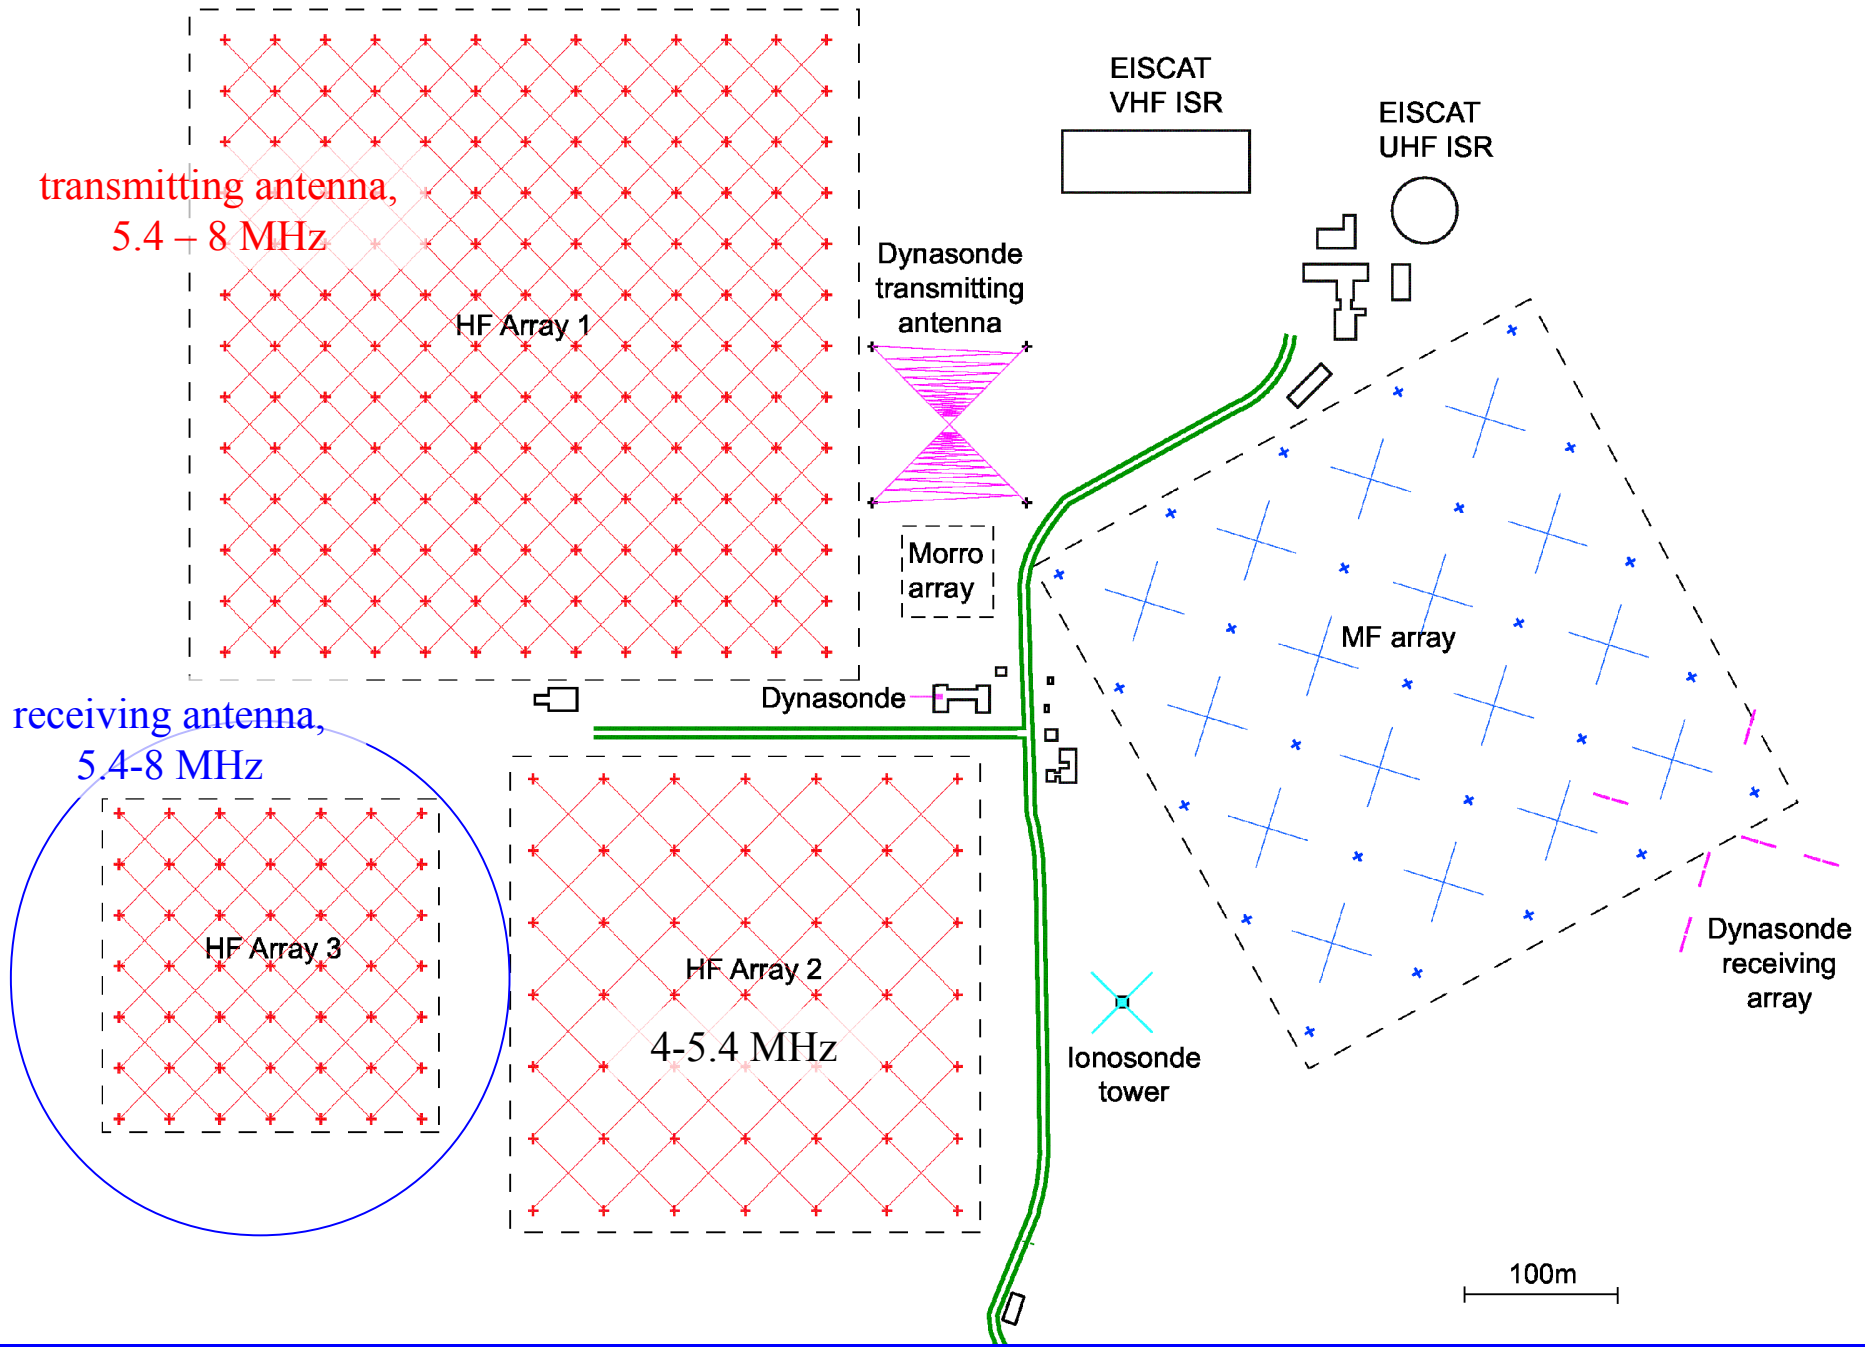 EISCAT
VHF ISR
EISCAT
UHF ISR
transmitting antenna,
5.4 – 8 MHz
Dynasonde
transmitting
antenna
HF Array 1
Morro
array
MF array
Dynasonde
receiving antenna,
5.4-8 MHz
HF Array 3
HF Array 2
4-5.4 MHz
Dynasonde
receiving
array
Ionosonde
tower
100m